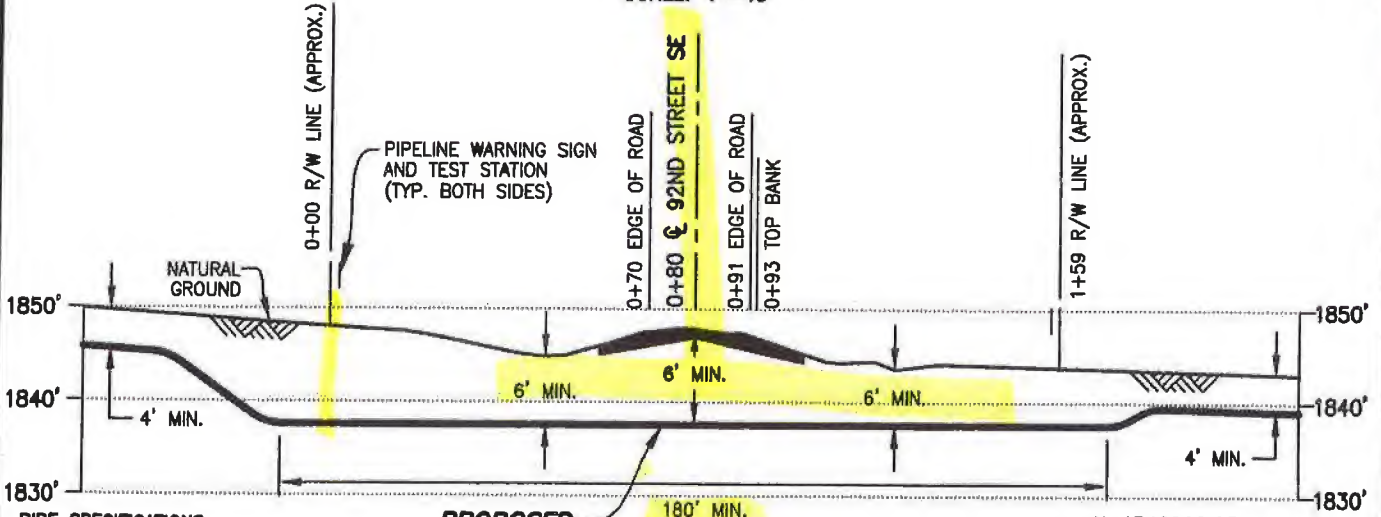 0+00 R/W LINE (APPROX.)
PIPELINE WARNING SIGN
AND TEST STATION
(TYP. BOTH SIDES)
0+70 EDGE OF ROAD
0+80 ℄ 92ND STREET SE
0+91 EDGE OF ROAD
0+93 TOP BANK
1+59 R/W LINE (APPROX.)
NATURAL
GROUND
1850'
1850'
6' MIN.
6' MIN.
6' MIN.
1840'
1840'
4' MIN.
4' MIN.
1830'
1830'
180' MIN.
PROPOSED